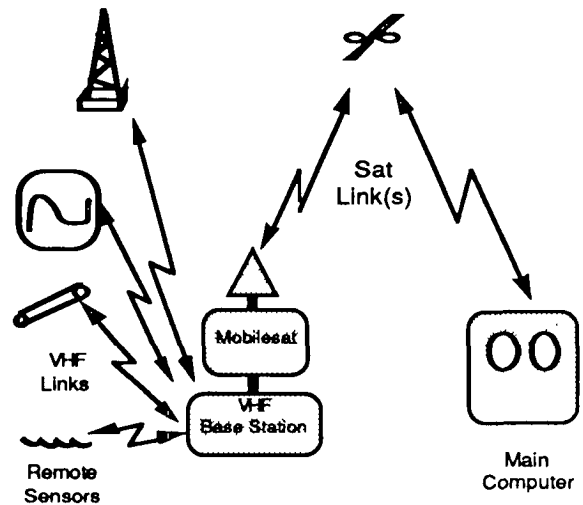 Sat
Link(s)
Mobilesat
VHF
Links
VHF
Base Station
Remote
Sensors
Main
Computer